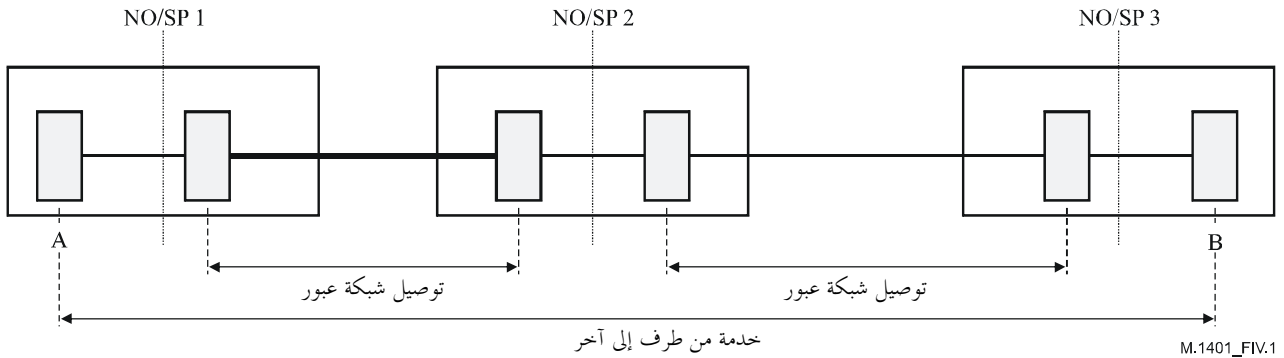 NO/SP 1
NO/SP 2
NO/SP 3
A
B
توصيل شبكة عبور
توصيل شبكة عبور
خدمة من طرف إلى آخر
M.1401_FIV.1